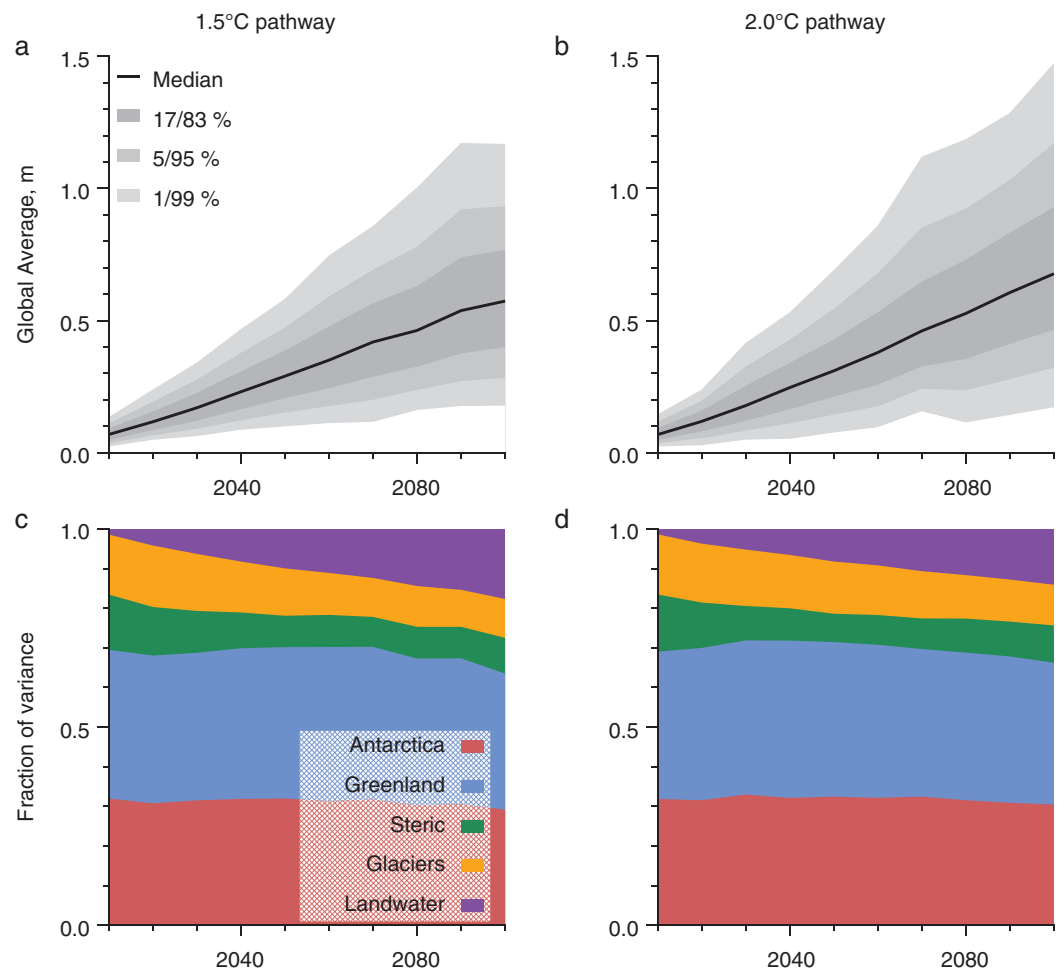 1.5°C pathway
2.0°C pathway
a
b
1.5
1.0
0.5
0.0
Global Average, m
Median
17/83 %
5/95 %
1/99 %
2040
2080
1.5
1.0
0.5
0.0
2040
2080
c
d
1.0
0.5
0.0
Fraction of variance
Antarctica
Greenland
Steric
Glaciers
Landwater
2040
2080
1.0
0.5
0.0
2040
2080